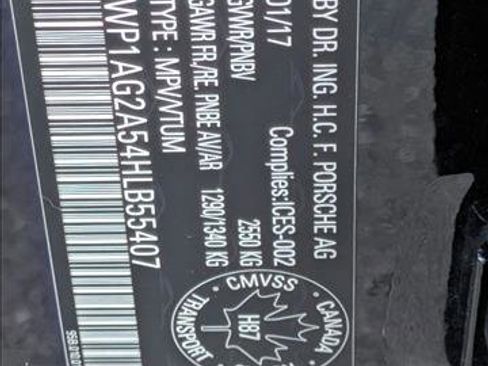 BY DR. ING. H.C. F. PORSCHE AG
01/17 Complies:ICES-002
GVWR/PNBV 2550 KG
GAWR FR./RE. PNBE AV/AR 1290/1340 KG
TYPE : MPV/VTUM
WP1AG2A54HLB55407
CMVSS
CANADA
TRANSPORT
H87